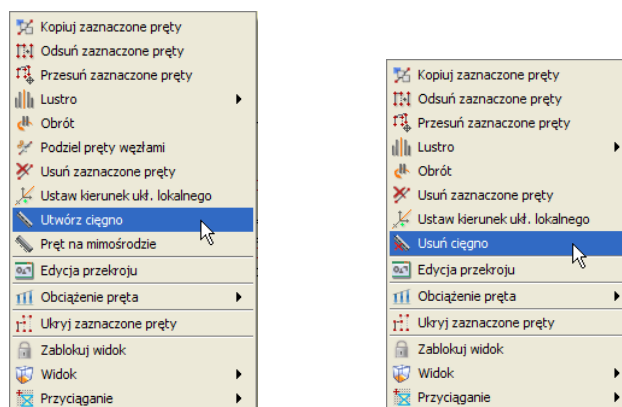 Kopiuj zaznaczone pręty
Odsuń zaznaczone pręty
Przesuń zaznaczone pręty
Lustro
Obrót
Podziel pręty węzłami
Usuń zaznaczone pręty
Ustaw kierunek ukł. lokalnego
Utwórz cięgno
Pręt na mimośrodzie
Edycja przekroju
Obciążenie pręta
Ukryj zaznaczone pręty
Zablokuj widok
Widok
Przyciąganie
Kopiuj zaznaczone pręty
Odsuń zaznaczone pręty
Przesuń zaznaczone pręty
Lustro
Obrót
Usuń zaznaczone pręty
Ustaw kierunek ukł. lokalnego
Usuń cięgno
Edycja przekroju
Obciążenie pręta
Ukryj zaznaczone pręty
Zablokuj widok
Widok
Przyciąganie